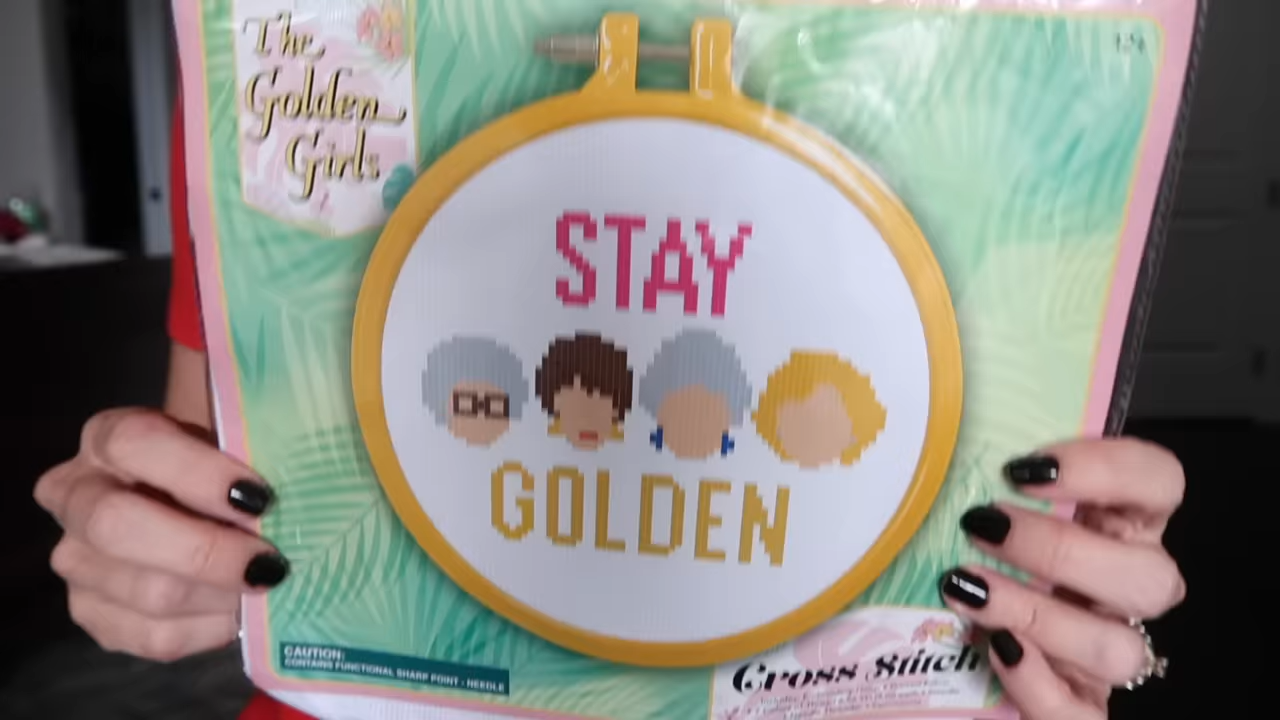 The
Golden
Girls
STAY
GOLDEN
CAUTION:
CONTAINS FUNCTIONAL SHARP POINT - NEEDLE
Cross Stitch